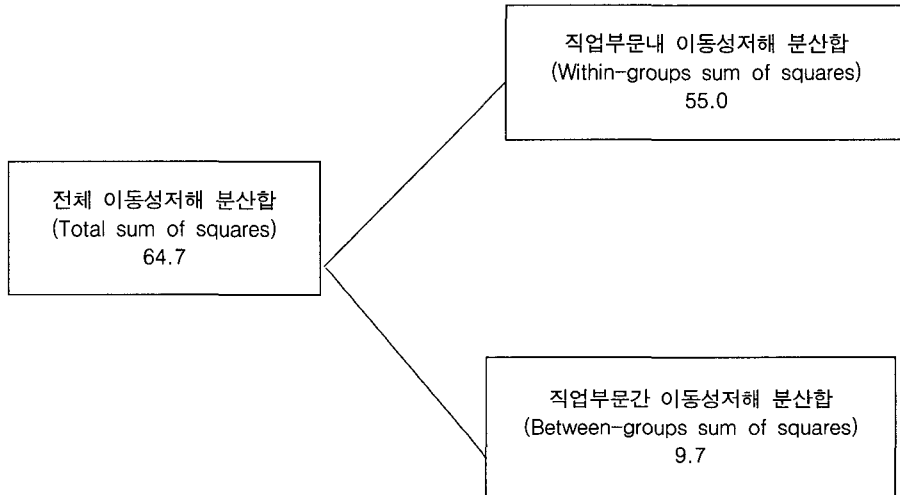 직업부문내 이동성저해 분산합
(Within-groups sum of squares)
55.0
전체 이동성저해 분산합
(Total sum of squares)
64.7
직업부문간 이동성저해 분산합
(Between-groups sum of squares)
9.7